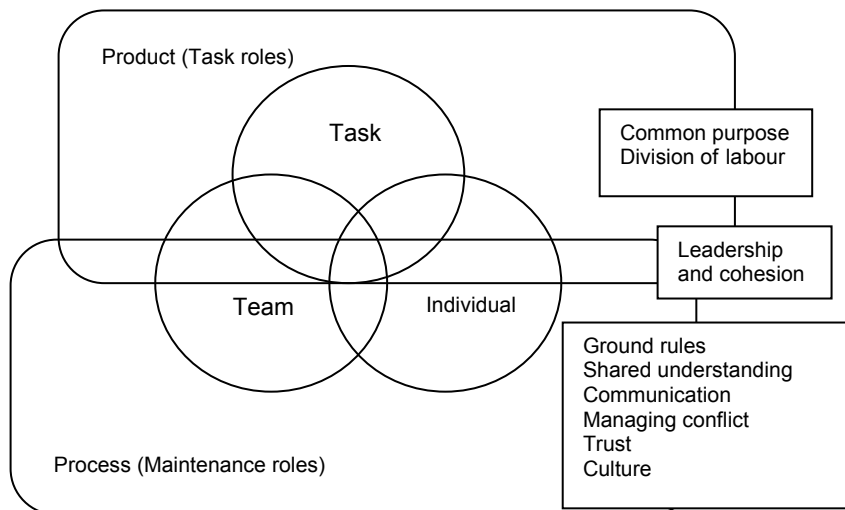 Product (Task roles)
Task
Common purpose
Division of labour
Leadership
and cohesion
Team
Individual
Ground rules
Shared understanding
Communication
Managing conflict
Trust
Culture
Process (Maintenance roles)